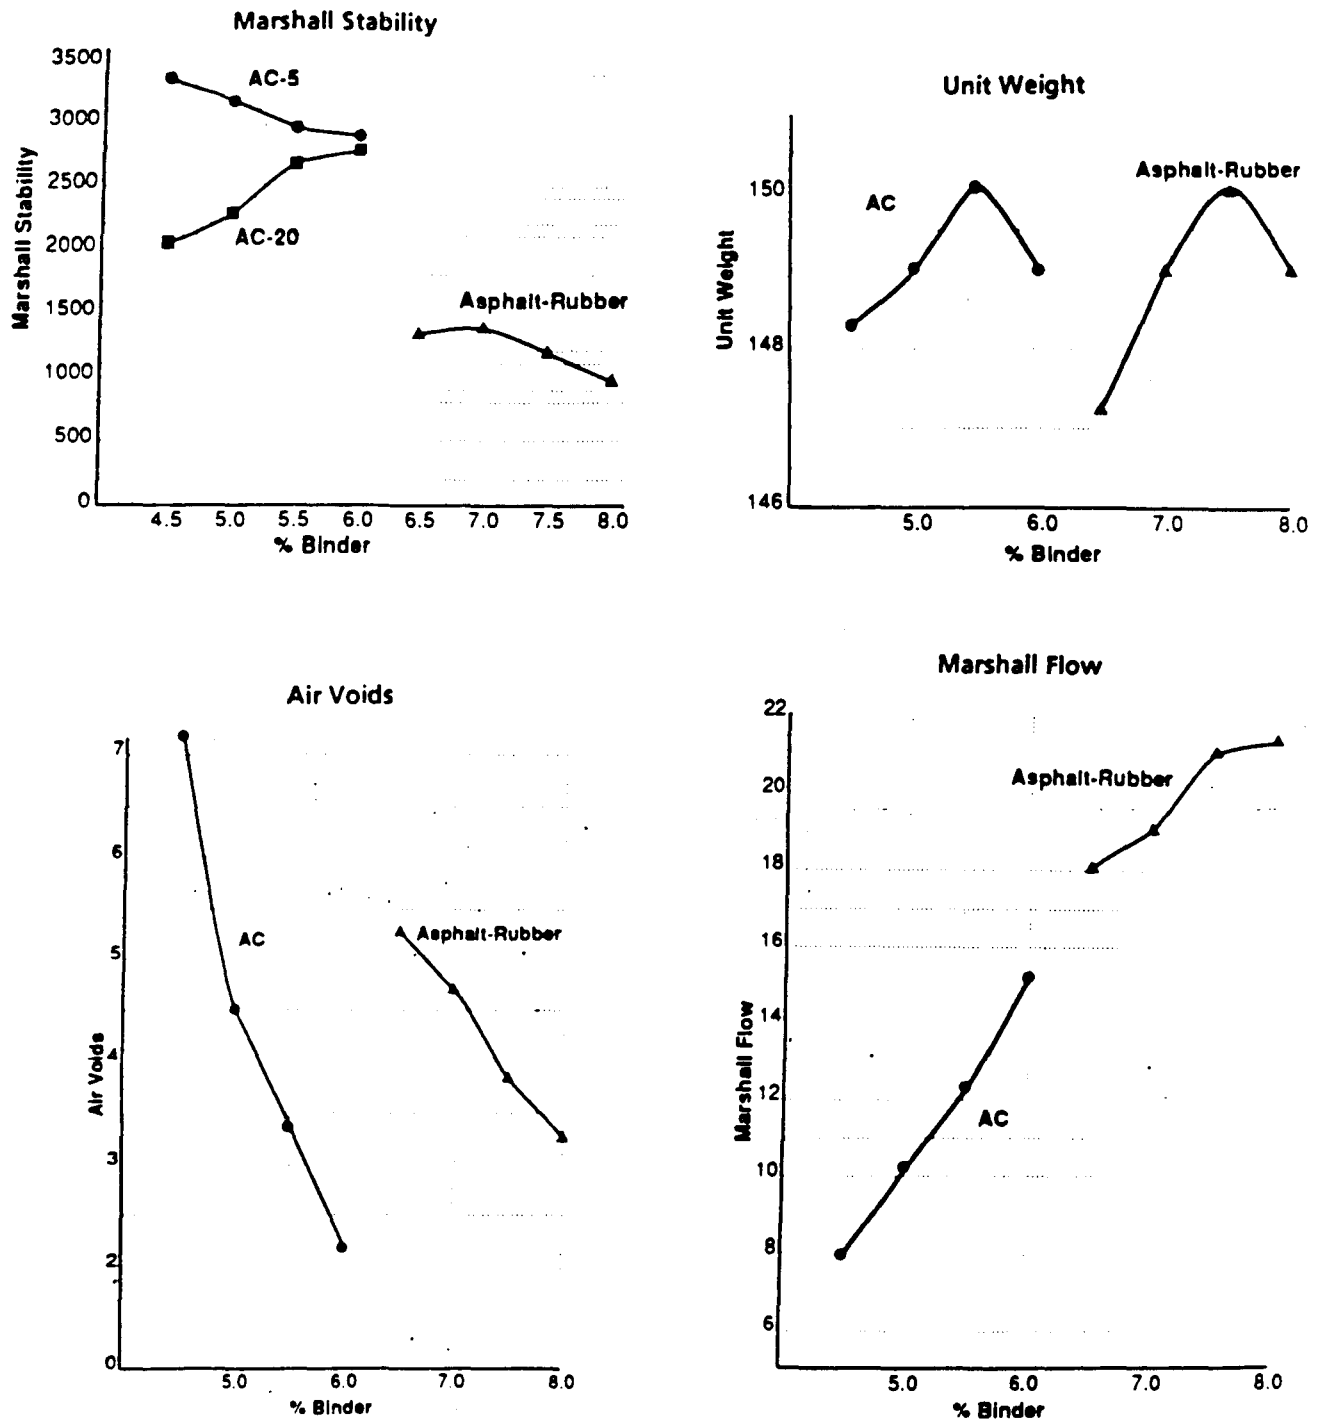 Marshall Stability
3500
3000
2500
2000
1500
1000
500
0
Marshall Stability
AC-5
AC-20
Asphalt-Rubber
4.5 5.0 5.5 6.0 6.5 7.0 7.5 8.0
% Binder
Unit Weight
150
148
146
Unit Weight
AC
Asphalt-Rubber
5.0 6.0 7.0 8.0
% Binder
Air Voids
7
6
5
4
3
2
0
Air Voids
AC
Asphalt-Rubber
5.0 6.0 7.0 8.0
% Binder
Marshall Flow
22
20
18
16
14
12
10
8
6
Marshall Flow
Asphalt-Rubber
AC
5.0 6.0 7.0 8.0
% Binder